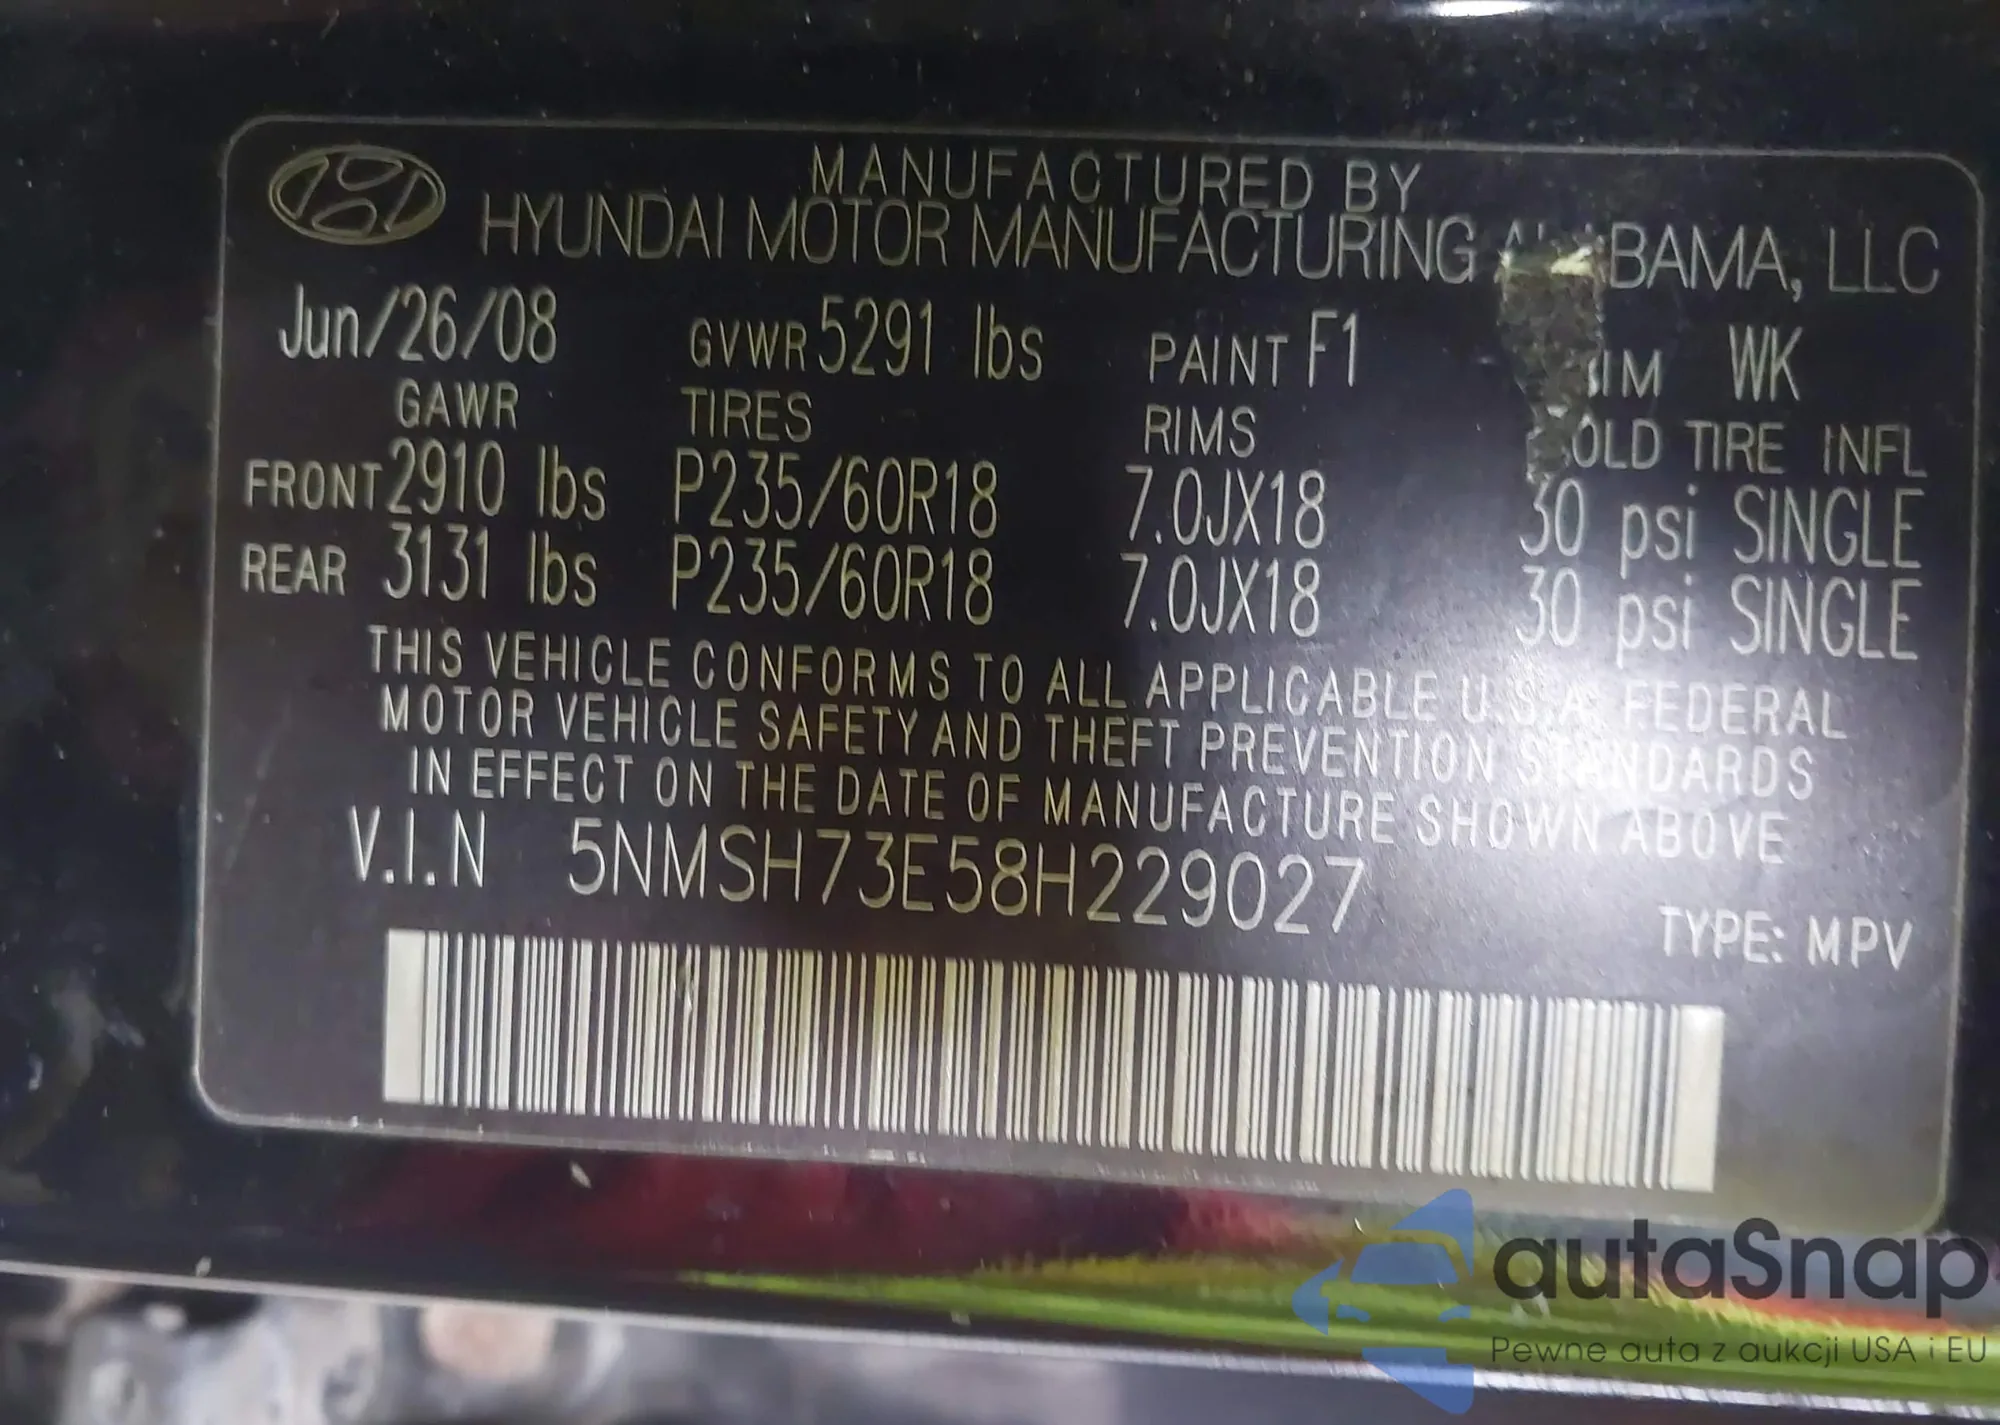 MANUFACTURED BY
HYUNDAI MOTOR MANUFACTURING ALABAMA, LLC
Jun/26/08 GVWR 5291 lbs PAINT F1 WK
GAWR TIRES RIMS COLD TIRE INFL
FRONT 2910 lbs P235/60R18 7.0JX18 30 psi SINGLE
REAR 3131 lbs P235/60R18 7.0JX18 30 psi SINGLE
THIS VEHICLE CONFORMS TO ALL APPLICABLE U.S.A. FEDERAL
MOTOR VEHICLE SAFETY AND THEFT PREVENTION STANDARDS
IN EFFECT ON THE DATE OF MANUFACTURE SHOWN ABOVE
V.I.N 5NMSH73E58H229027
TYPE: MPV
autaSnap
Pewne auta z aukcji USA i EU